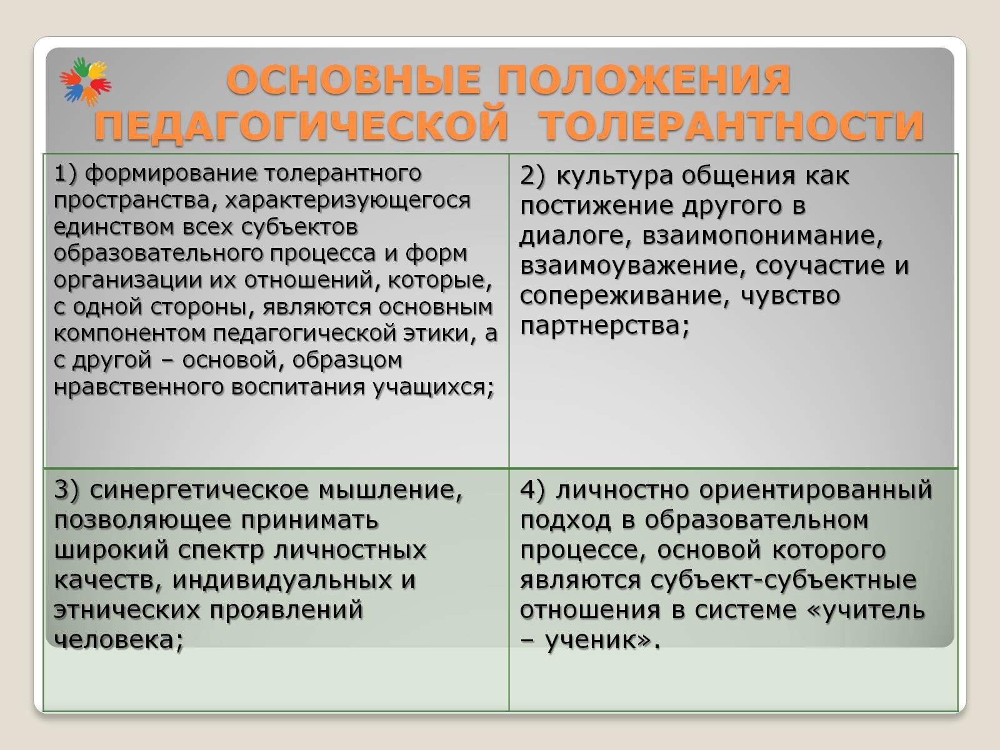 ОСНОВНЫЕ ПОЛОЖЕНИЯ
ПЕДАГОГИЧЕСКОЙ ТОЛЕРАНТНОСТИ
1) формирование толерантного
пространства, характеризующегося
единством всех субъектов
образовательного процесса и форм
организации их отношений, которые,
с одной стороны, являются основным
компонентом педагогической этики, а
с другой – основой, образцом
нравственного воспитания учащихся;
2) культура общения как
постижение другого в
диалоге, взаимопонимание,
взаимоуважение, соучастие и
сопереживание, чувство
партнерства;
3) синергетическое мышление,
позволяющее принимать
широкий спектр личностных
качеств, индивидуальных и
этнических проявлений
человека;
4) личностно ориентированный
подход в образовательном
процессе, основой которого
являются субъект-субъектные
отношения в системе «учитель
– ученик».